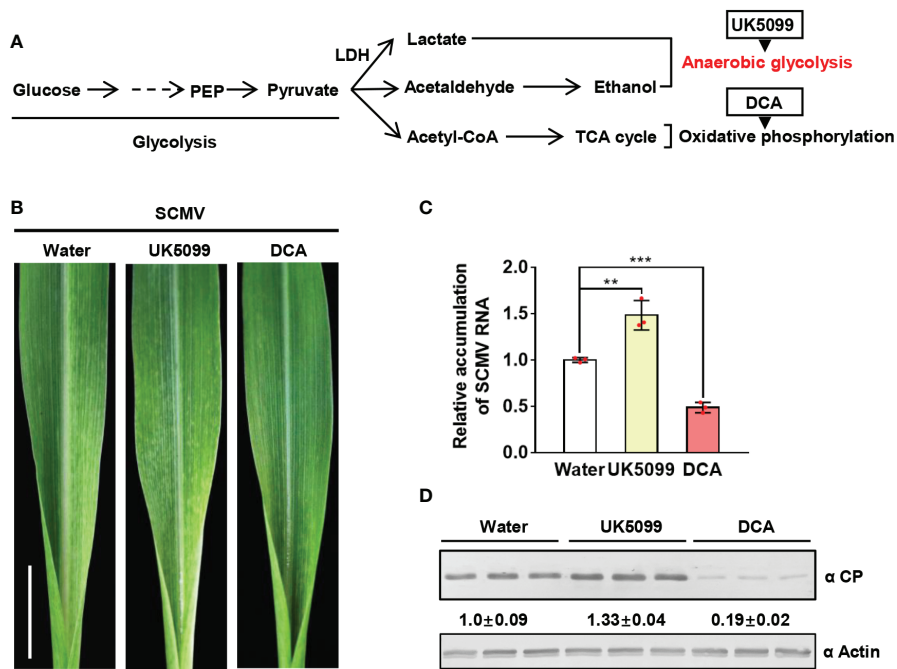 A
UK5099
Lactate
LDH
Anaerobic glycolysis
Glucose
PEP
Pyruvate
Acetaldehyde
Ethanol
DCA
Glycolysis
Acetyl-CoA
TCA cycle
Oxidative phosphorylation
B
SCMV
Water UK5099 DCA
C
Relative accumulation
of SCMV RNA
2.0
1.5
1.0
0.5
0.0
***
**
Water UK5099 DCA
D
Water UK5099 DCA
α CP
1.0±0.09 1.33±0.04 0.19±0.02
α Actin